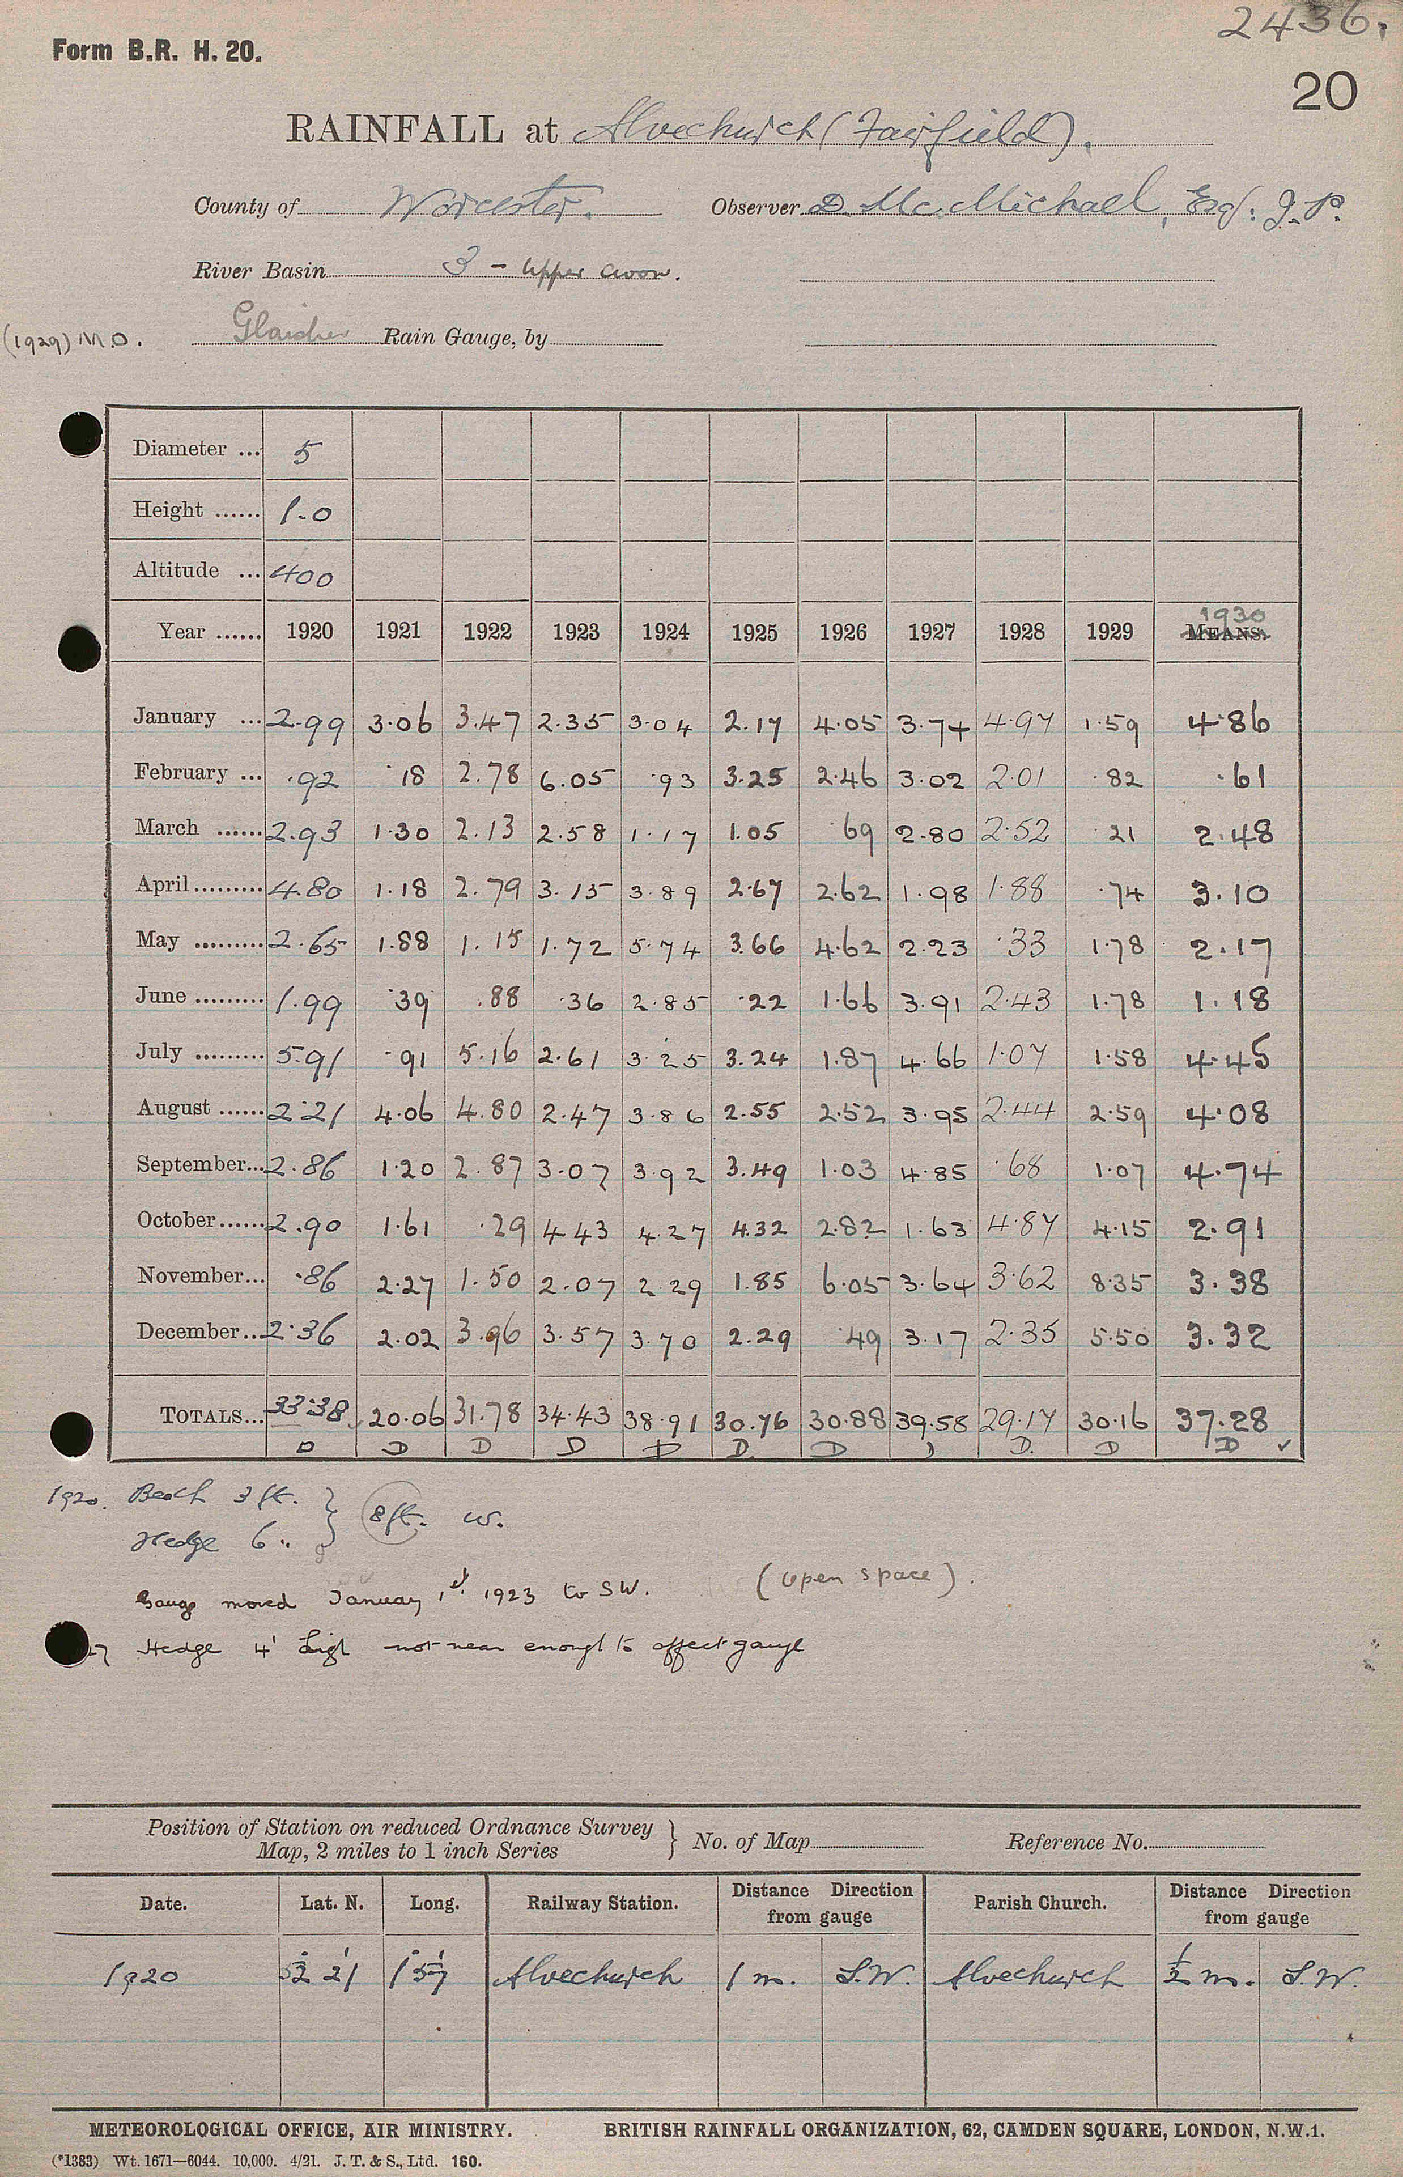 2436.
Form B.R. H. 20.
20
RAINFALL at Alvechurch (Fairfield).
County of Worcester. Observer D. Mc. Michael, Esq: J.P.
River Basin 3 - Upper Avon.
(1929) M.O. Glaisher Rain Gauge, by
Diameter ... 5
Height ...... 1.0
Altitude ... 400
1930
Year ...... 1920 1921 1922 1923 1924 1925 1926 1927 1928 1929 MEANS.
January ... 2.99 3.06 3.47 2.35 3.04 2.17 4.05 3.74 4.97 1.59 4.86
February ... .92 .18 2.78 6.05 .93 3.25 2.46 3.02 2.01 .82 .61
March ...... 2.93 1.30 2.13 2.58 1.17 1.05 .69 2.80 2.52 .21 2.48
April ......... 4.80 1.18 2.79 3.15 3.89 2.67 2.62 1.98 1.88 .74 3.10
May ......... 2.65 1.88 1.15 1.72 5.74 3.66 4.62 2.23 .33 1.78 2.17
June ......... 1.99 .39 .88 .36 2.85 .22 1.66 3.91 2.43 1.78 1.18
July ......... 5.91 .91 5.16 2.61 3.25 3.24 1.87 4.66 1.07 1.58 4.45
August ...... 2.21 4.06 4.80 2.47 3.86 2.55 2.52 3.95 2.44 2.59 4.08
September... 2.86 1.20 2.87 3.07 3.92 3.49 1.03 4.85 .68 1.07 4.74
October...... 2.90 1.61 .29 4.43 4.27 4.32 2.82 1.63 4.87 4.15 2.91
November... .86 2.27 1.50 2.07 2.29 1.85 6.05 3.64 3.62 8.35 3.38
December... 2.36 2.02 3.96 3.57 3.70 2.29 .49 3.17 2.35 5.50 3.32
TOTALS... 33.38 20.06 31.78 34.43 38.91 30.76 30.88 39.58 29.17 30.16 37.28
D D D D D D D D D D ✓
1920. Beech 3 ft. } 8 ft. W.
Hedge 6 "
Gauge moved January 1st. 1923 to SW. (open space).
27 Hedge 4' high not near enough to affect gauge
Position of Station on reduced Ordnance Survey
Map, 2 miles to 1 inch Series } No. of Map Reference No.
Date. Lat. N. Long. Railway Station. Distance Direction from gauge Parish Church. Distance Direction from gauge
1920 52° 21' 1° 57' Alvechurch 1 m. S.W. Alvechurch ½ m. S.W.
METEOROLOGICAL OFFICE, AIR MINISTRY. BRITISH RAINFALL ORGANIZATION, 62, CAMDEN SQUARE, LONDON, N.W.1.
(*1383) Wt. 1671—6044. 10,000. 4/21. J. T. & S., Ltd. 160.